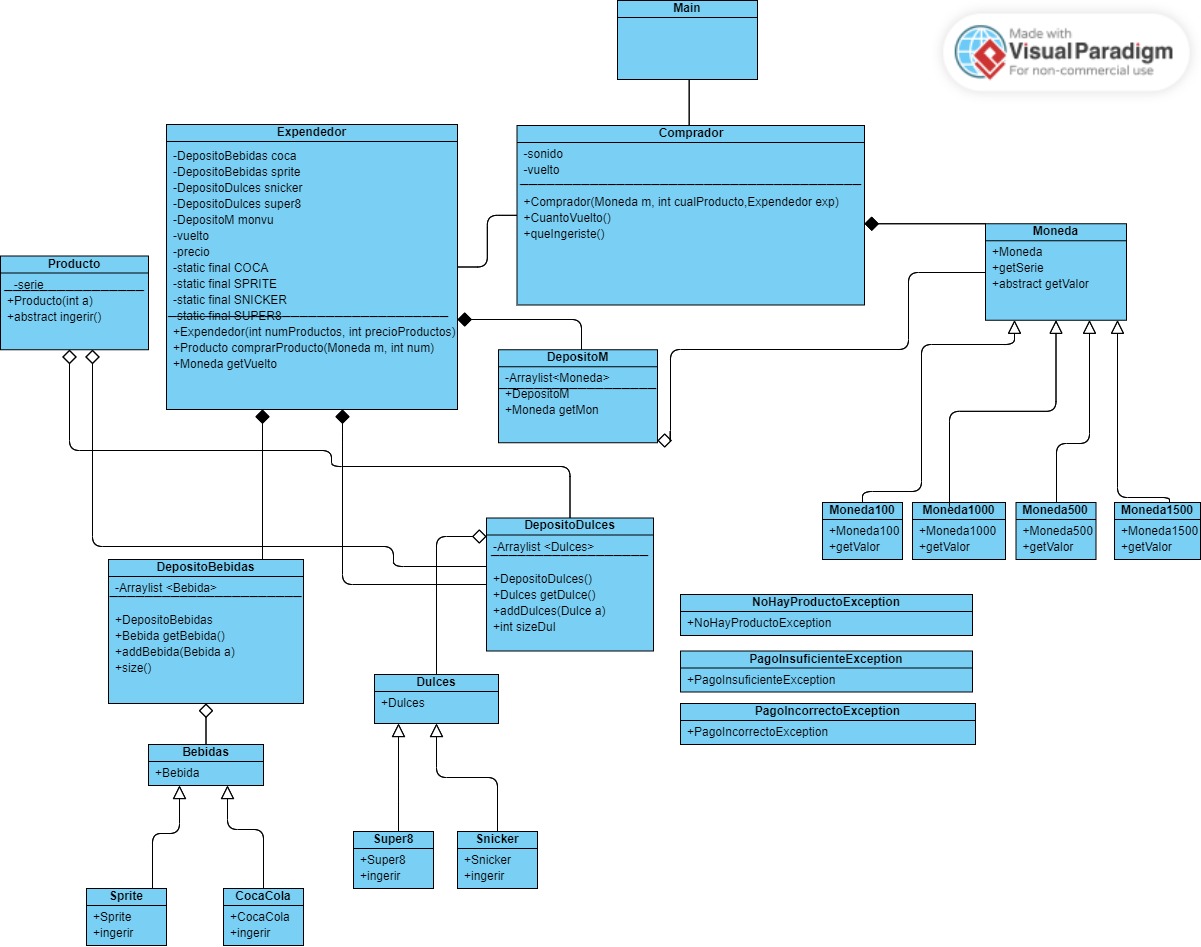 Main
Made with
VisualParadigm
For non-commercial use
Expendedor
-DepositoBebidas coca
-DepositoBebidas sprite
-DepositoDulces snicker
-DepositoDulces super8
-DepositoM monvu
-vuelto
-precio
-static final COCA
-static final SPRITE
-static final SNICKER
-static final SUPER8
+Expendedor(int numProductos, int precioProductos)
+Producto comprarProducto(Moneda m, int num)
+Moneda getVuelto
Comprador
-sonido
-vuelto
+Comprador(Moneda m, int cualProducto,Expendedor exp)
+CuantoVuelto()
+queIngeriste()
Moneda
+Moneda
+getSerie
+abstract getValor
Producto
-serie
+Producto(int a)
+abstract ingerir()
DepositoM
-Arraylist<Moneda>
+DepositoM
+Moneda getMon
Moneda100
+Moneda100
+getValor
Moneda1000
+Moneda1000
+getValor
Moneda500
+Moneda500
+getValor
Moneda1500
+Moneda1500
+getValor
DepositoDulces
-Arraylist <Dulces>
+DepositoDulces()
+Dulces getDulce()
+addDulces(Dulce a)
+int sizeDul
DepositoBebidas
-Arraylist <Bebida>
+DepositoBebidas
+Bebida getBebida()
+addBebida(Bebida a)
+size()
NoHayProductoException
+NoHayProductoException
PagoInsuficienteException
+PagoInsuficienteException
PagoIncorrectoException
+PagoIncorrectoException
Dulces
+Dulces
Bebidas
+Bebida
Super8
+Super8
+ingerir
Snicker
+Snicker
+ingerir
Sprite
+Sprite
+ingerir
CocaCola
+CocaCola
+ingerir